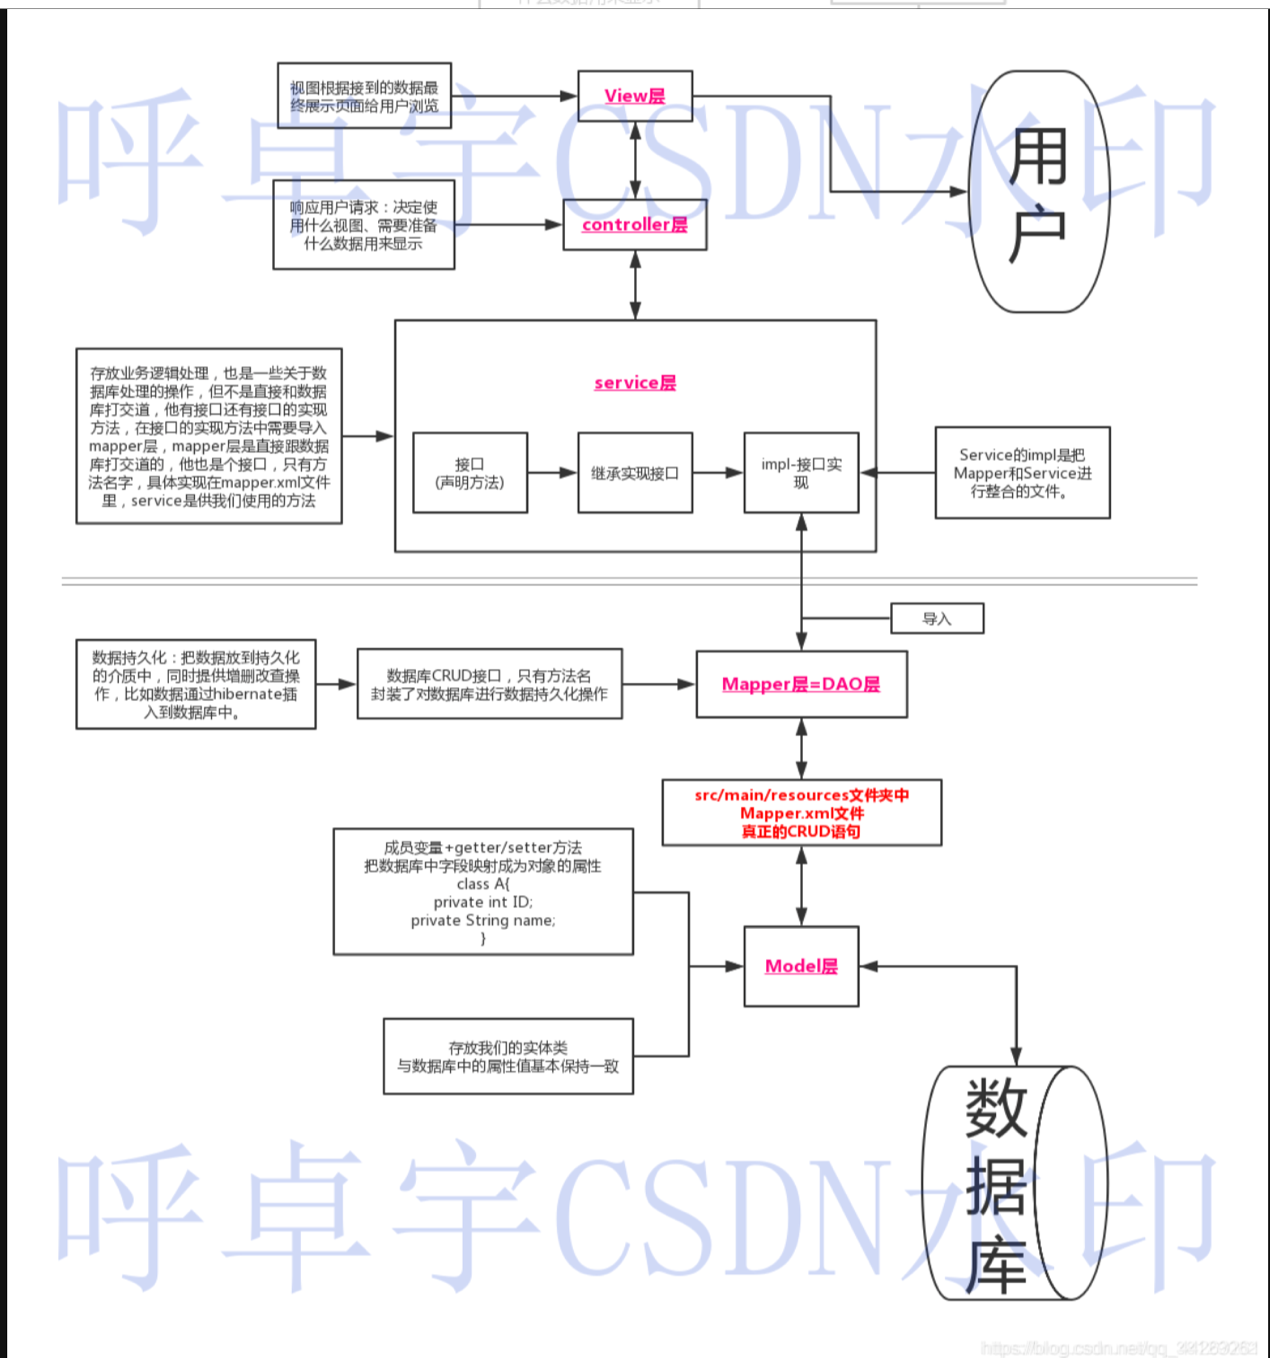 视图根据接到的数据最
终展示页面给用户浏览
View层
用
户
响应用户请求：决定使
用什么视图、需要准备
什么数据用来显示
controller层
存放业务逻辑处理，也是一些关于数
据库处理的操作，但不是直接和数据
库打交道，他有接口还有接口的实现
方法，在接口的实现方法中需要导入
mapper层，mapper层是直接跟数据
库打交道的，他也是个接口，只有方
法名字，具体实现在mapper.xml文件
里，service是供我们使用的方法
service层
接口
(声明方法)
继承实现接口
impl-接口实
现
Service的impl是把
Mapper和Service进
行整合的文件。
导入
数据持久化：把数据放到持久化
的介质中，同时提供增删改查操
作，比如数据通过hibernate插
入到数据库中。
数据库CRUD接口，只有方法名
封装了对数据库进行数据持久化操作
Mapper层=DAO层
src/main/resources文件夹中
Mapper.xml文件
真正的CRUD语句
成员变量+getter/setter方法
把数据库中字段映射成为对象的属性
class A{
private int ID;
private String name;
}
Model层
存放我们的实体类
与数据库中的属性值基本保持一致
数
据
库
呼卓宇CSDN水印
呼卓宇CSDN水印